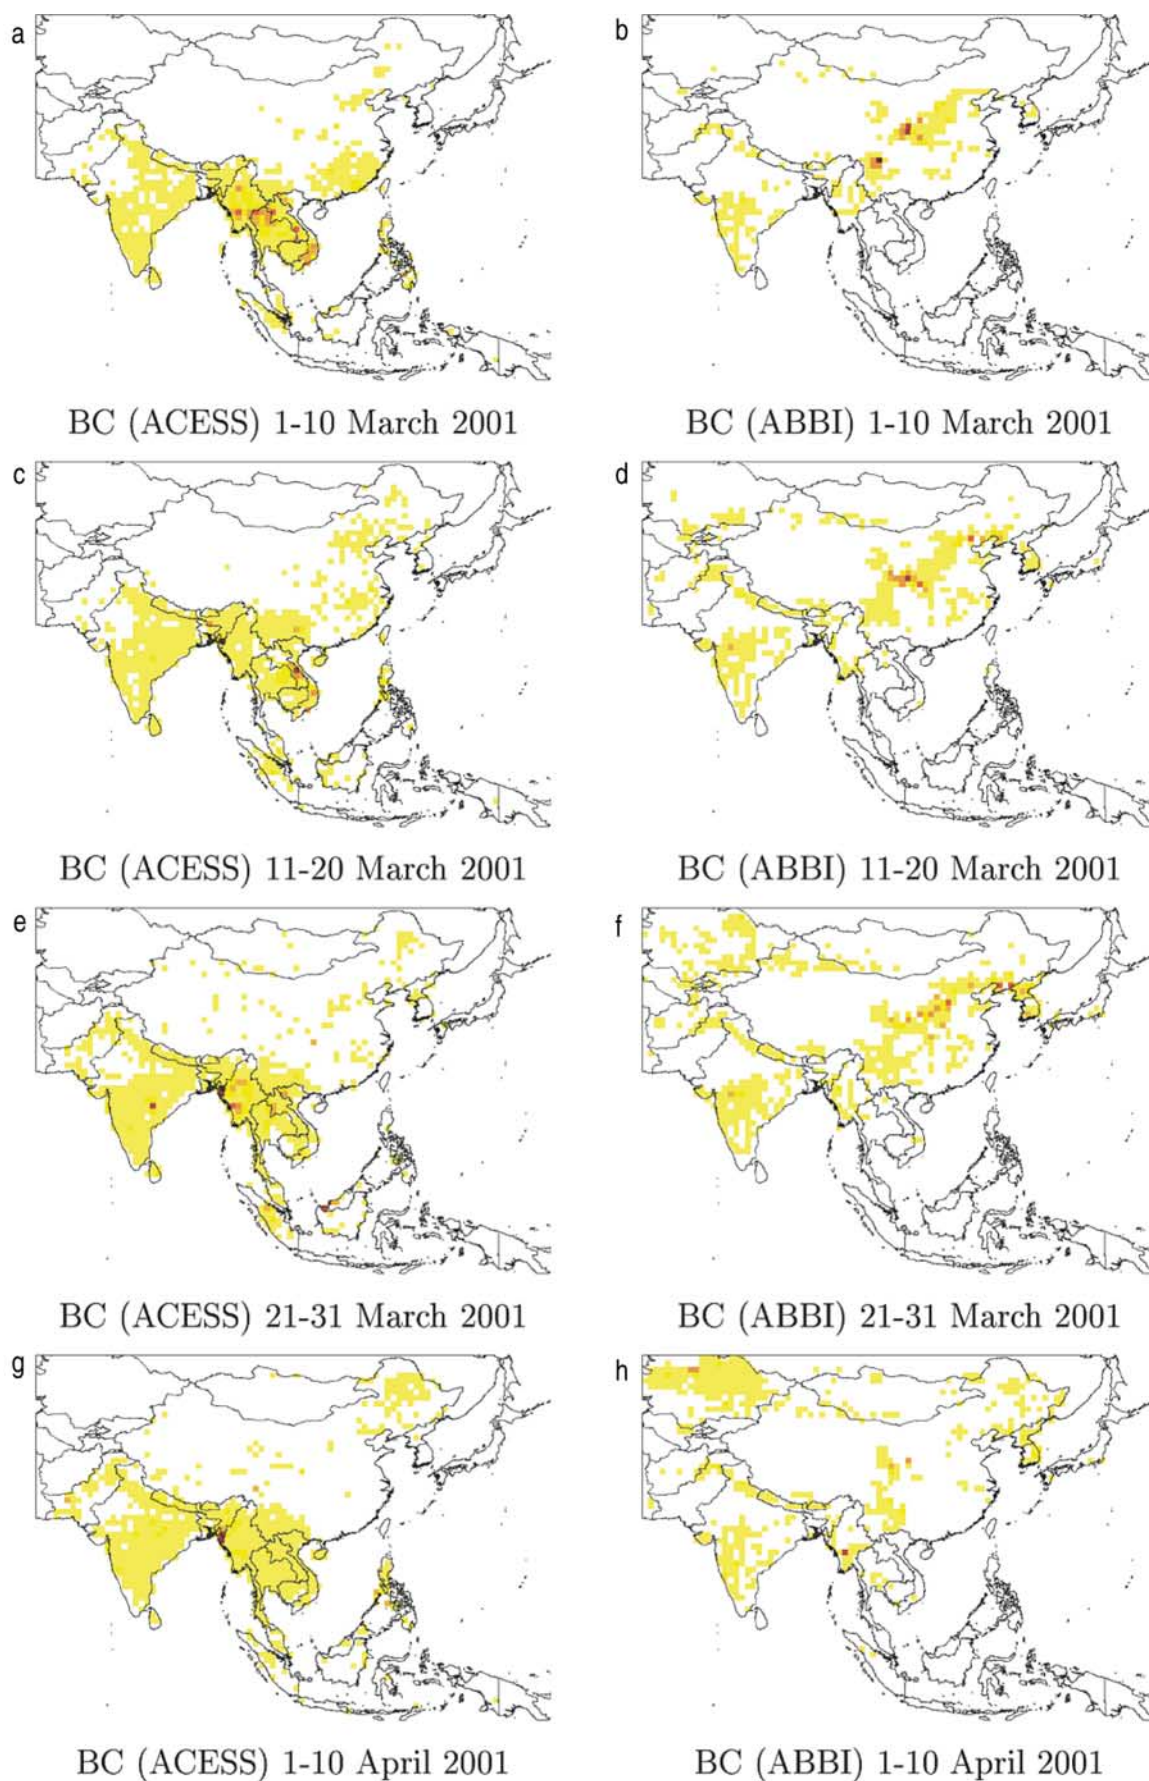 a
b
BC (ACESS) 1-10 March 2001
BC (ABBI) 1-10 March 2001
c
d
BC (ACESS) 11-20 March 2001
BC (ABBI) 11-20 March 2001
e
f
BC (ACESS) 21-31 March 2001
BC (ABBI) 21-31 March 2001
g
h
BC (ACESS) 1-10 April 2001
BC (ABBI) 1-10 April 2001